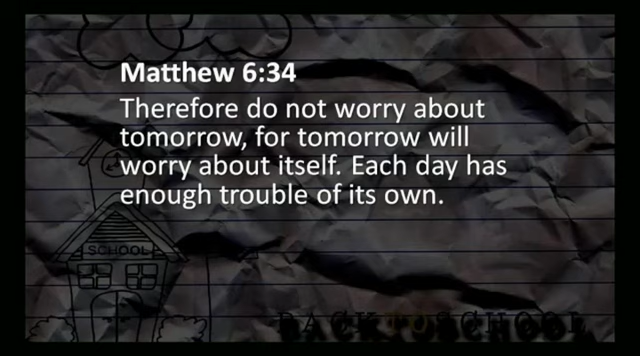 Matthew 6:34
Therefore do not worry about
tomorrow, for tomorrow will
worry about itself. Each day has
enough trouble of its own.
SCHOOL
BACK TO SCHOOL